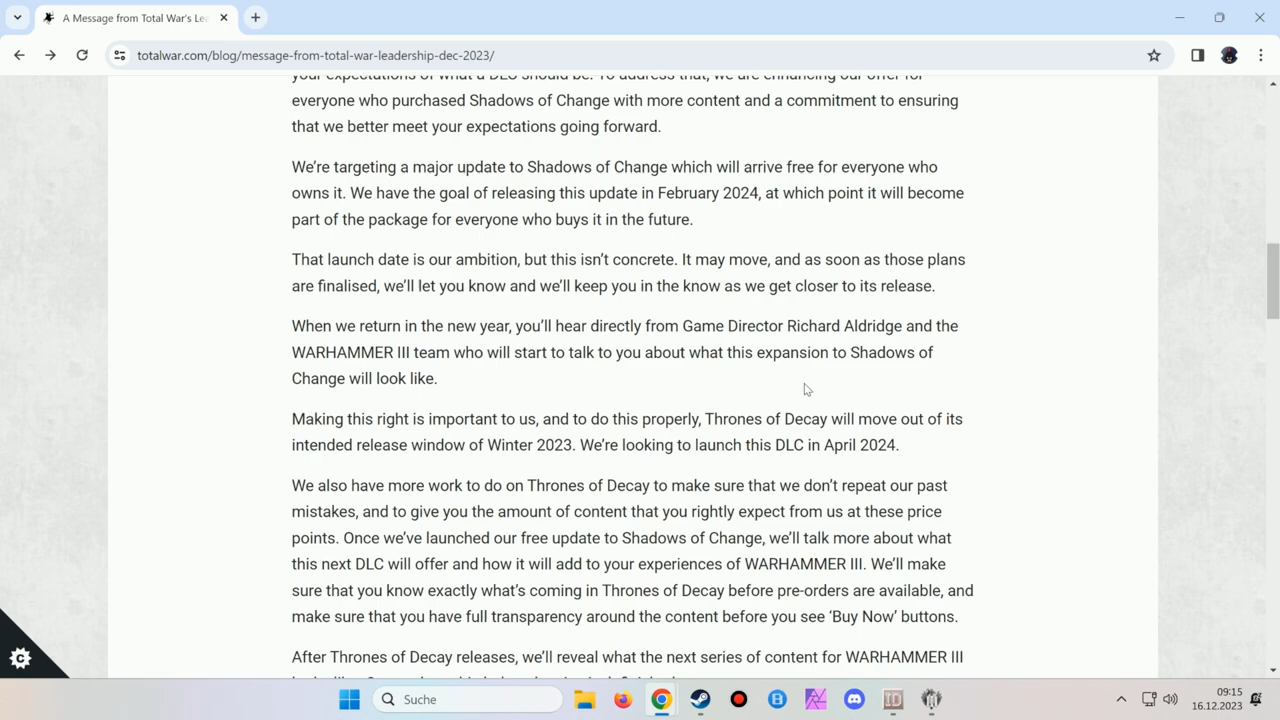 A Message from Total War's Le
totalwar.com/blog/message-from-total-war-leadership-dec-2023/
your expectations of what a DLC should be. To address that, we are enhancing our offer for
everyone who purchased Shadows of Change with more content and a commitment to ensuring
that we better meet your expectations going forward.
We’re targeting a major update to Shadows of Change which will arrive free for everyone who
owns it. We have the goal of releasing this update in February 2024, at which point it will become
part of the package for everyone who buys it in the future.
That launch date is our ambition, but this isn’t concrete. It may move, and as soon as those plans
are finalised, we’ll let you know and we’ll keep you in the know as we get closer to its release.
When we return in the new year, you’ll hear directly from Game Director Richard Aldridge and the
WARHAMMER III team who will start to talk to you about what this expansion to Shadows of
Change will look like.
Making this right is important to us, and to do this properly, Thrones of Decay will move out of its
intended release window of Winter 2023. We’re looking to launch this DLC in April 2024.
We also have more work to do on Thrones of Decay to make sure that we don’t repeat our past
mistakes, and to give you the amount of content that you rightly expect from us at these price
points. Once we’ve launched our free update to Shadows of Change, we’ll talk more about what
this next DLC will offer and how it will add to your experiences of WARHAMMER III. We’ll make
sure that you know exactly what’s coming in Thrones of Decay before pre-orders are available, and
make sure that you have full transparency around the content before you see ‘Buy Now’ buttons.
After Thrones of Decay releases, we’ll reveal what the next series of content for WARHAMMER III
Suche
09:15
16.12.2023